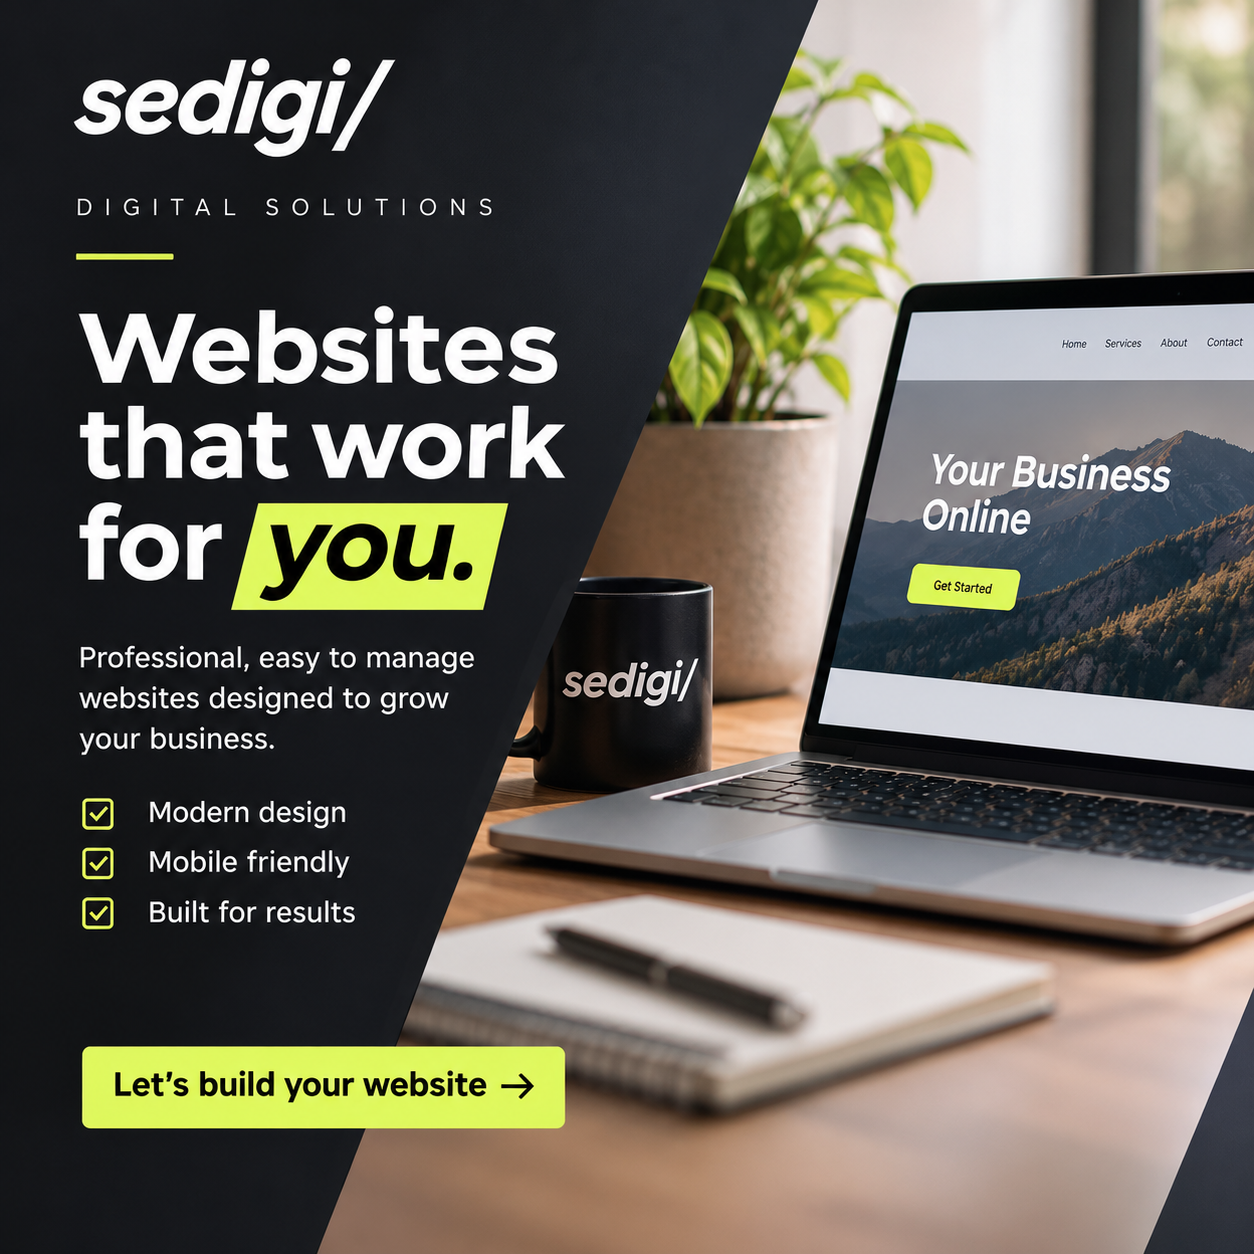 sedigi/
DIGITAL SOLUTIONS
Websites
that work
for you.
Professional, easy to manage
websites designed to grow
your business.
Modern design
Mobile friendly
Built for results
Let's build your website →
sedigi/
Home Services About Contact
Your Business
Online
Get Started